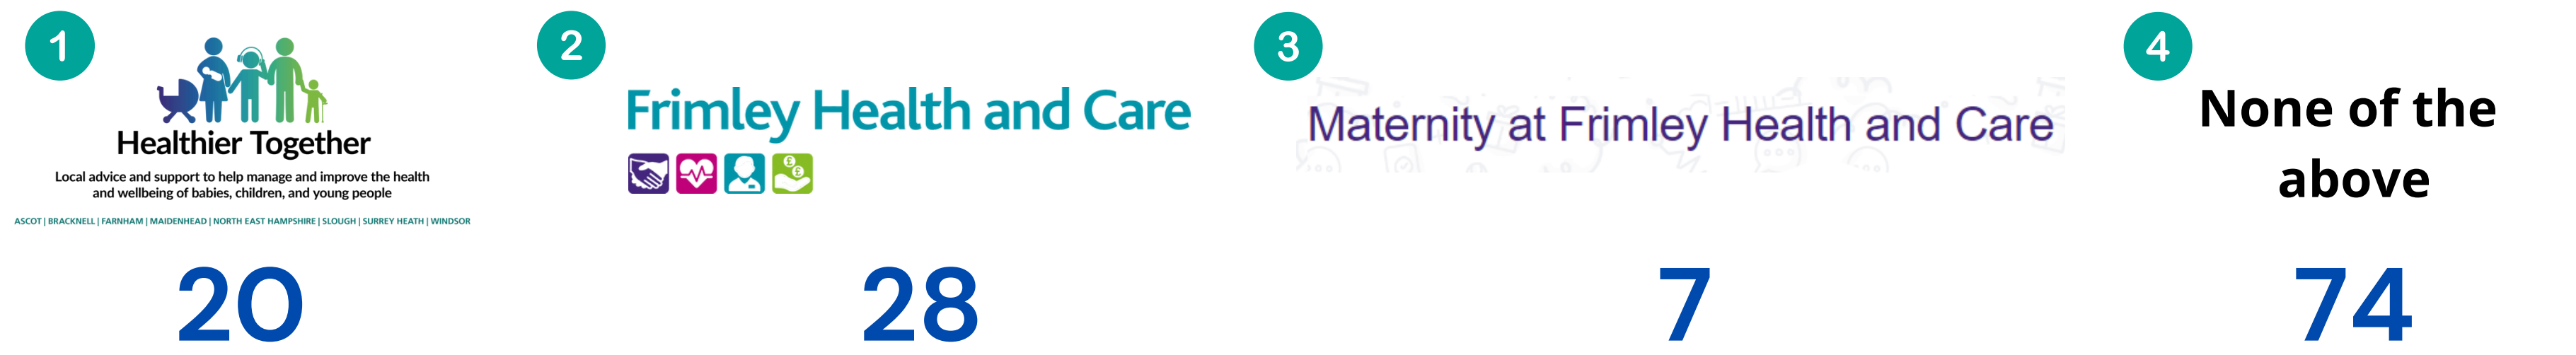 1
Healthier Together
Local advice and support to help manage and improve the health
and wellbeing of babies, children, and young people
ASCOT | BRACKNELL | FARNHAM | MAIDENHEAD | NORTH EAST HAMPSHIRE | SLOUGH | SURREY HEATH | WINDSOR
20
2
Frimley Health and Care
£
£
28
3
Maternity at Frimley Health and Care
7
4
None of the
above
74